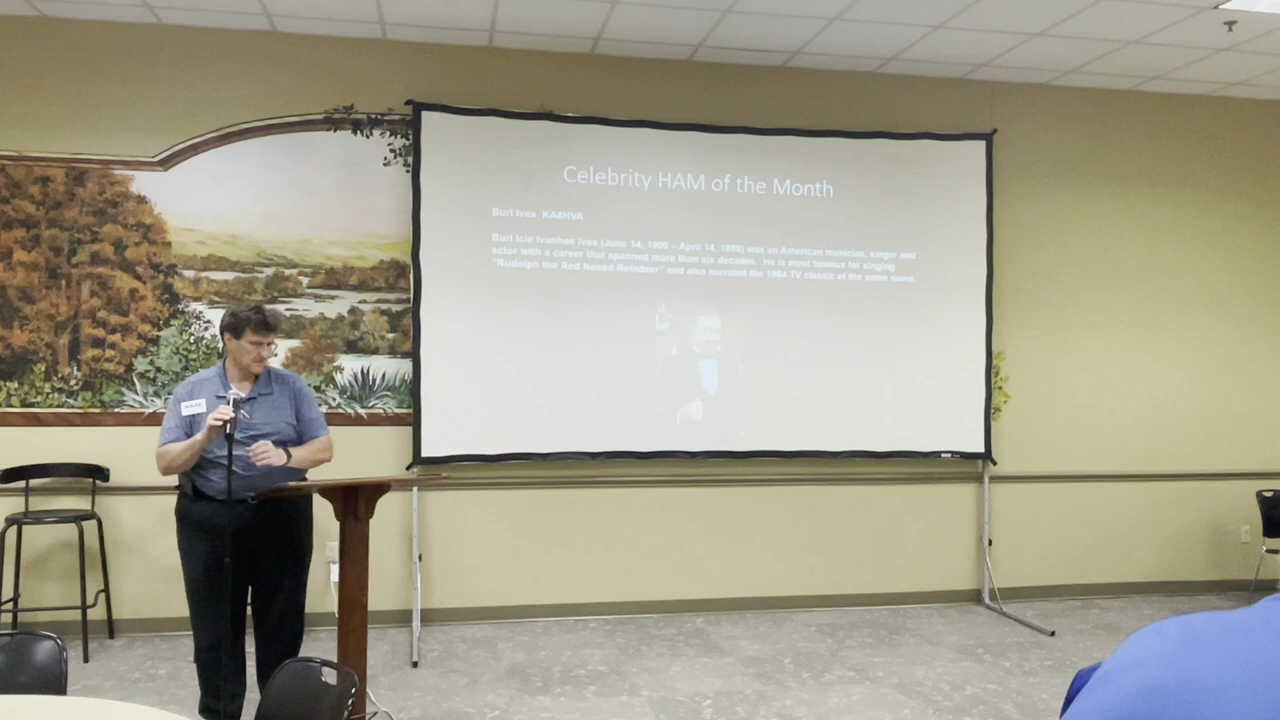 Celebrity HAM of the Month
Burl Ives KA6HVA
Burl Icle Ivanhoe Ives (June 14, 1909 – April 14, 1995) was an American musician, singer and
actor with a career that spanned more than six decades. He is most famous for singing
"Rudolph the Red Nosed Reindeer" and also narrated the 1964 TV classic of the same name.